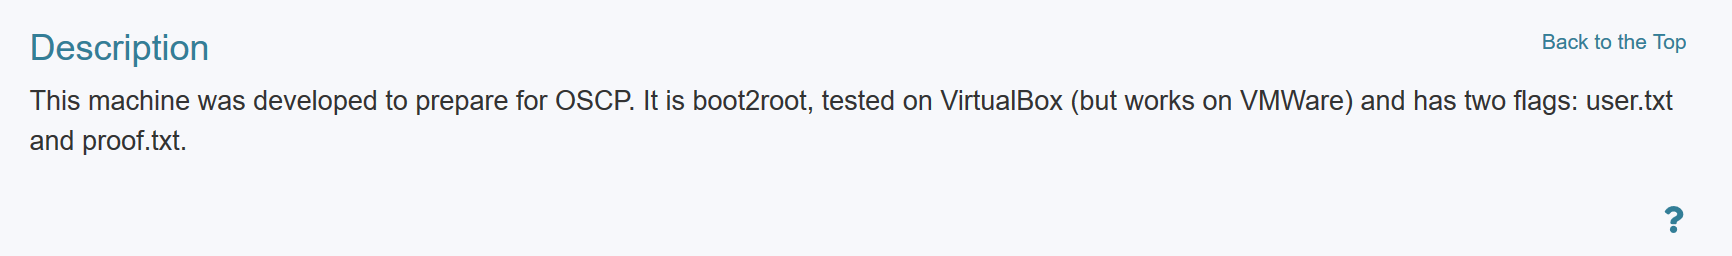 Description
Back to the Top
This machine was developed to prepare for OSCP. It is boot2root, tested on VirtualBox (but works on VMWare) and has two flags: user.txt
and proof.txt.
?